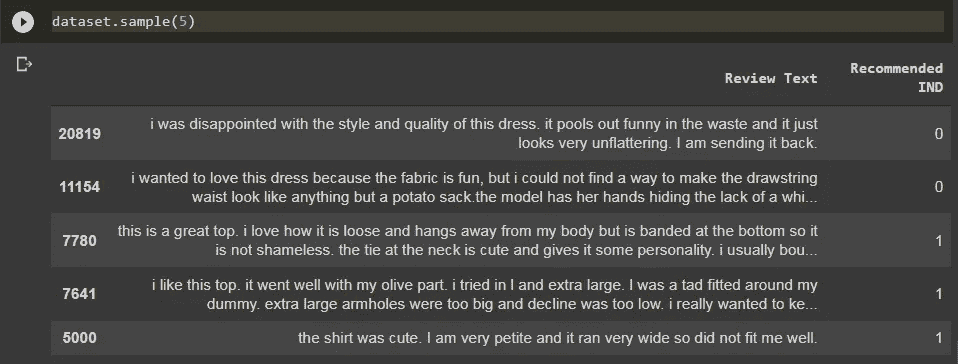 dataset.sample(5)
Review Text Recommended
IND
20819 i was disappointed with the style and quality of this dress. it pools out funny in the waste and it just 0
looks very unflattering. I am sending it back.
11154 i wanted to love this dress because the fabric is fun, but i could not find a way to make the drawstring 0
waist look like anything but a potato sack.the model has her hands hiding the lack of a whi...
7780 this is a great top. i love how it is loose and hangs away from my body but is banded at the bottom so it 1
is not shameless. the tie at the neck is cute and gives it some personality. i usually bou...
7641 i like this top. it went well with my olive part. i tried in l and extra large. I was a tad fitted around my 1
dummy. extra large armholes were too big and decline was too low. i really wanted to ke...
5000 the shirt was cute. I am very petite and it ran very wide so did not fit me well. 1